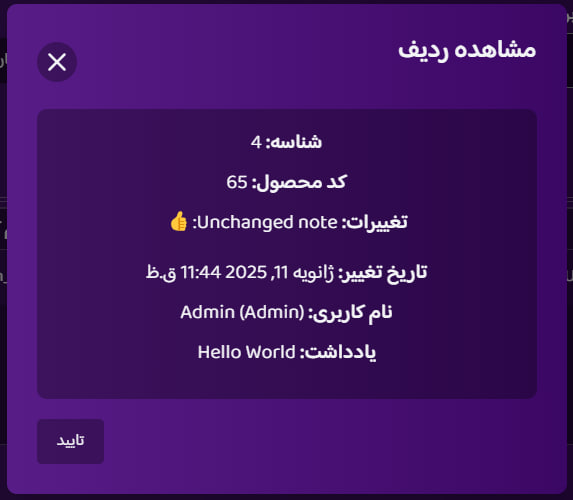 مشاهده ردیف
شناسه: 4
کد محصول: 65
تغییرات: Unchanged note: 👍
تاریخ تغییر: ژانویه 11, 2025 11:44 ق.ظ
نام کاربری: Admin (Admin)
یادداشت: Hello World
تایید